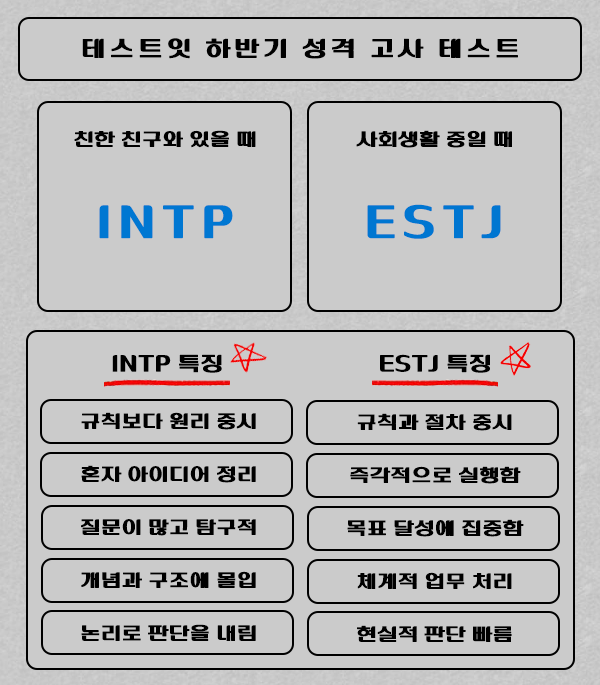 테스트잇 하반기 성격 고사 테스트
친한 친구와 있을 때
INTP
사회생활 중일 때
ESTJ
INTP 특징
규칙보다 원리 중시
혼자 아이디어 정리
질문이 많고 탐구적
개념과 구조에 몰입
논리로 판단을 내림
ESTJ 특징
규칙과 절차 중시
즉각적으로 실행함
목표 달성에 집중함
체계적 업무 처리
현실적 판단 빠름